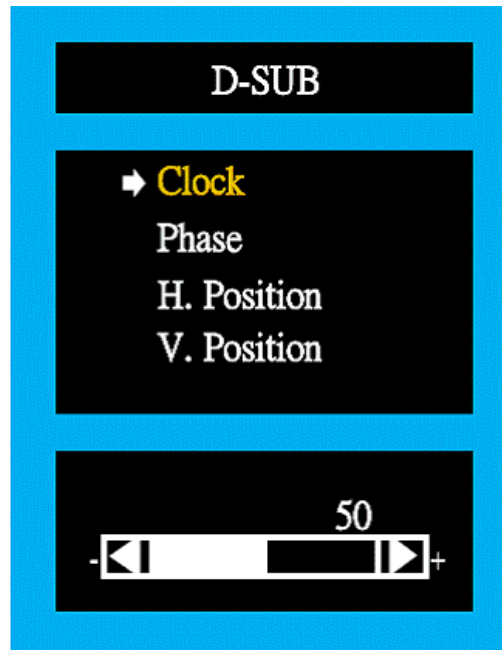 D-SUB
Clock
Phase
H. Position
V. Position
50
- +